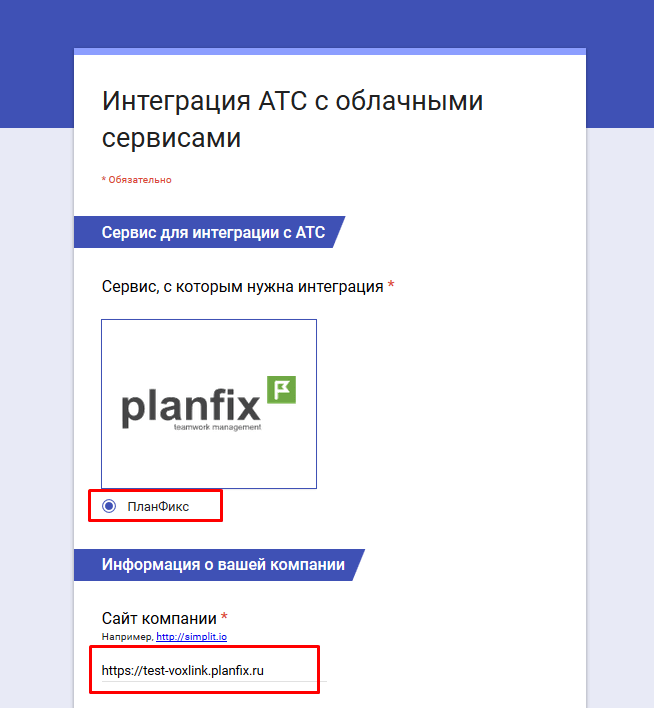 Интеграция АТС с облачными
сервисами
* Обязательно
Сервис для интеграции с АТС
Сервис, с которым нужна интеграция *
planfix
teamwork management
ПланФикс
Информация о вашей компании
Сайт компании *
Например, http://simplit.io
https://test-voxlink.planfix.ru